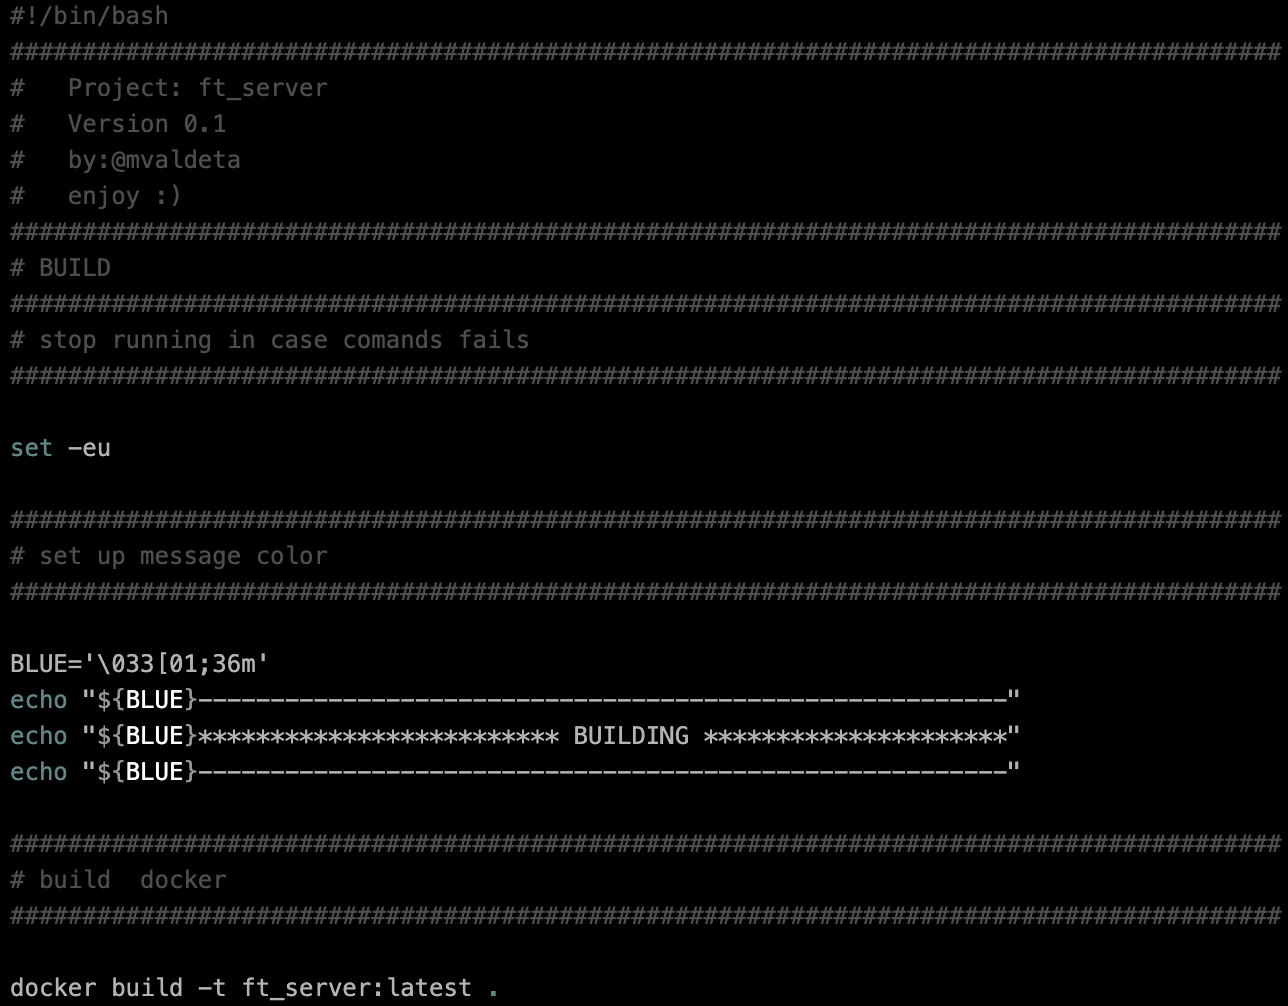 #!/bin/bash
########################################################################################
#   Project: ft_server
#   Version 0.1
#   by:@mvaldeta
#   enjoy :)
########################################################################################
# BUILD
########################################################################################
# stop running in case comands fails
########################################################################################
set -eu
########################################################################################
# set up message color
########################################################################################
BLUE='\033[01;36m'
echo "${BLUE}--------------------------------------------------------"
echo "${BLUE}************************* BUILDING *********************"
echo "${BLUE}--------------------------------------------------------"
########################################################################################
# build  docker
########################################################################################
docker build -t ft_server:latest .